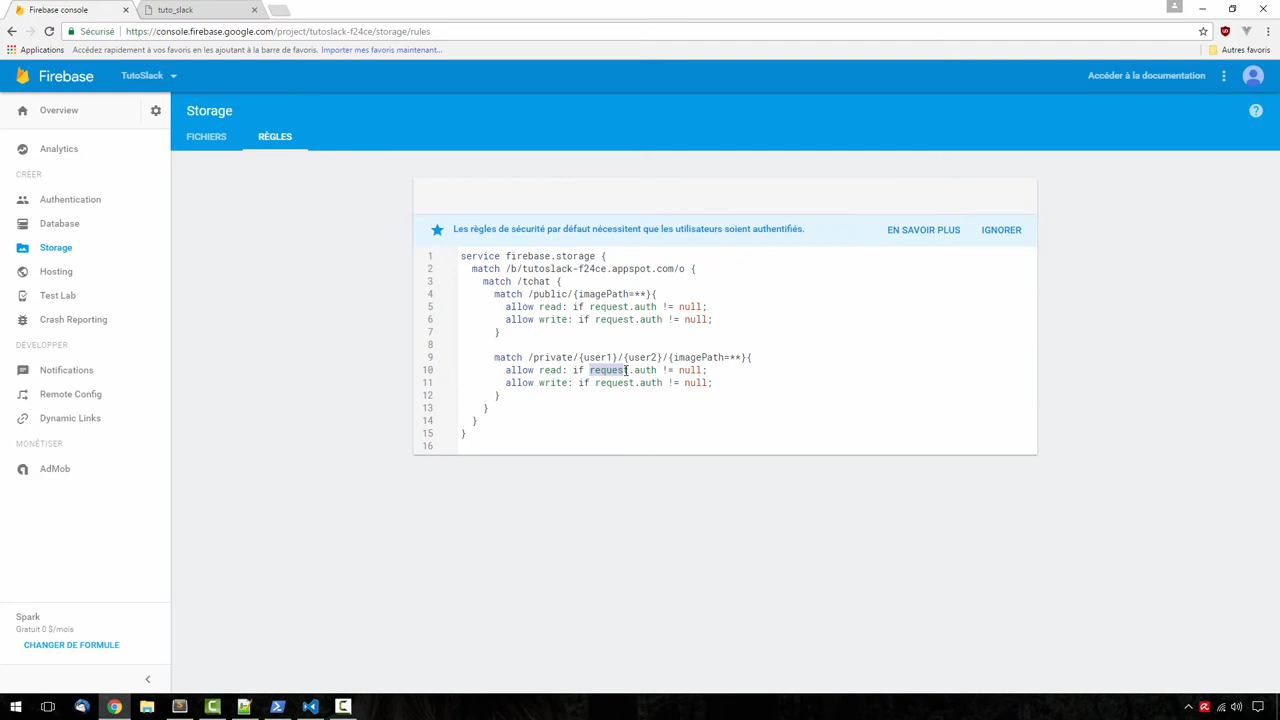 Firebase console
tuto_slack
Sécurisé https://console.firebase.google.com/project/tutoslack-f24ce/storage/rules
Applications Accédez rapidement à vos favoris en les ajoutant à la barre de favoris. Importer mes favoris maintenant... Autres favoris
Firebase TutoSlack Accéder à la documentation
Overview
Storage
FICHIERS RÈGLES
Analytics
CRÉER
Authentication
Database
Storage
Hosting
Test Lab
Crash Reporting
DÉVELOPPER
Notifications
Remote Config
Dynamic Links
MONÉTISER
AdMob
Spark
Gratuit 0 $/mois
CHANGER DE FORMULE
Les règles de sécurité par défaut nécessitent que les utilisateurs soient authentifiés. EN SAVOIR PLUS IGNORER
1 service firebase.storage {
2 match /b/tutoslack-f24ce.appspot.com/o {
3 match /tchat {
4 match /public/{imagePath=**}{
5 allow read: if request.auth != null;
6 allow write: if request.auth != null;
7 }
8
9 match /private/{user1}/{user2}/{imagePath=**}{
10 allow read: if request.auth != null;
11 allow write: if request.auth != null;
12 }
13 }
14 }
15 }
16